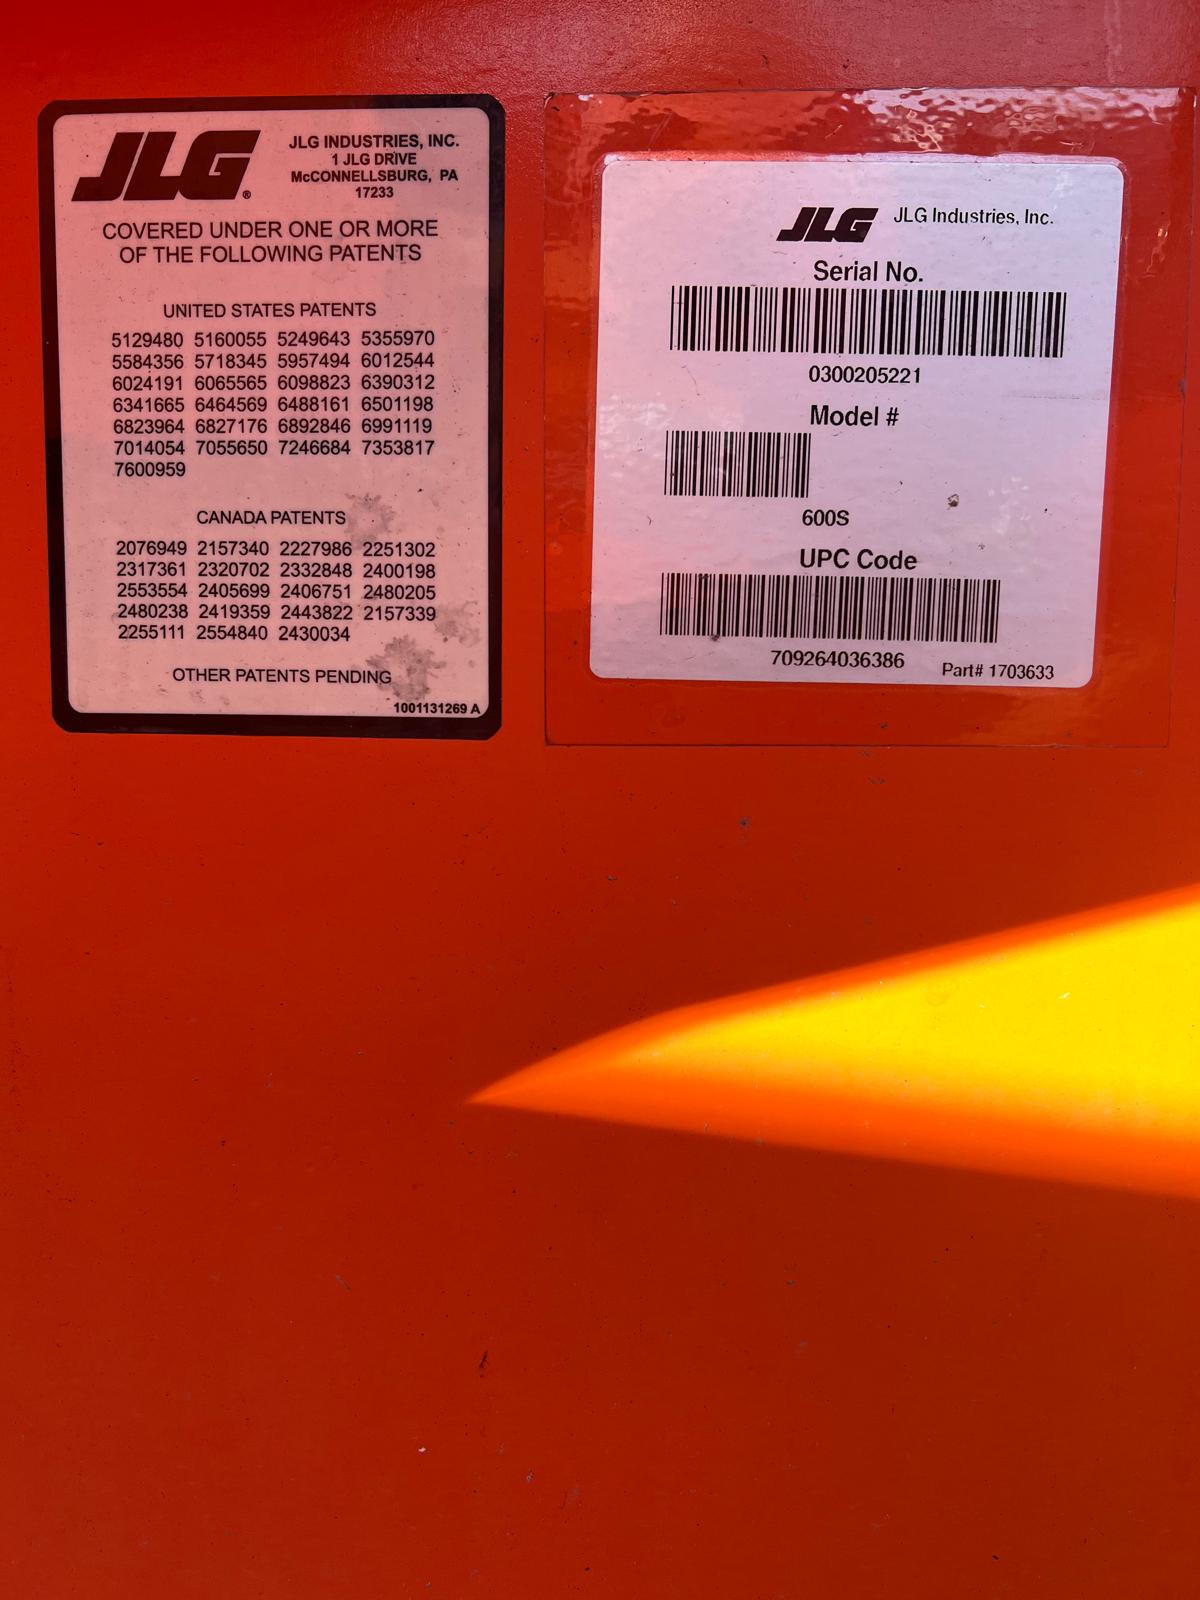 JLG®
JLG INDUSTRIES, INC.
1 JLG DRIVE
McCONNELLSBURG, PA
17233
COVERED UNDER ONE OR MORE
OF THE FOLLOWING PATENTS
UNITED STATES PATENTS
5129480 5160055 5249643 5355970
5584356 5718345 5957494 6012544
6024191 6065565 6098823 6390312
6341665 6464569 6488161 6501198
6823964 6827176 6892846 6991119
7014054 7055650 7246684 7353817
7600959
CANADA PATENTS
2076949 2157340 2227986 2251302
2317361 2320702 2332848 2400198
2553554 2405699 2406751 2480205
2480238 2419359 2443822 2157339
2255111 2554840 2430034
OTHER PATENTS PENDING
1001131269 A
JLG JLG Industries, Inc.
Serial No.
0300205221
Model #
600S
UPC Code
709264036386
Part# 1703633